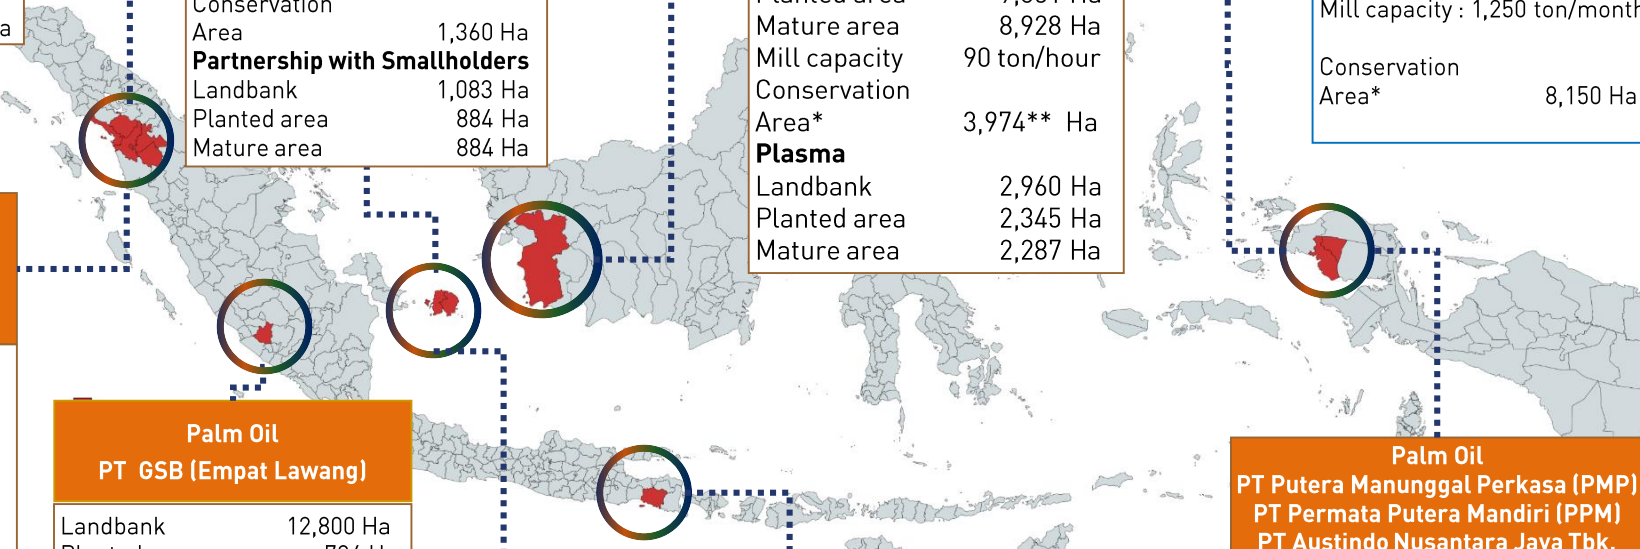 a
Conservation
Area 1,360 Ha
Partnership with Smallholders
Landbank 1,083 Ha
Planted area 884 Ha
Mature area 884 Ha
Planted area
Mature area 8,928 Ha
Mill capacity 90 ton/hour
Conservation
Area* 3,974** Ha
Plasma
Landbank 2,960 Ha
Planted area 2,345 Ha
Mature area 2,287 Ha
Mill capacity : 1,250 ton/month
Conservation
Area* 8,150 Ha
Palm Oil
PT GSB (Empat Lawang)
Landbank 12,800 Ha
Palm Oil
PT Putera Manunggal Perkasa (PMP)
PT Permata Putera Mandiri (PPM)
PT Austindo Nusantara Jaya Tbk.